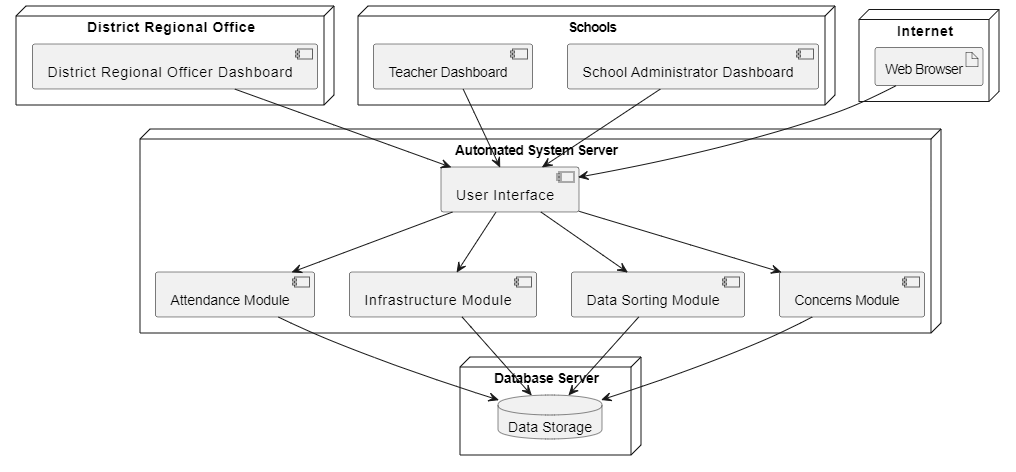 District Regional Office
Schools
Internet
District Regional Officer Dashboard
Teacher Dashboard
School Administrator Dashboard
Web Browser
Automated System Server
User Interface
Attendance Module
Infrastructure Module
Data Sorting Module
Concerns Module
Database Server
Data Storage